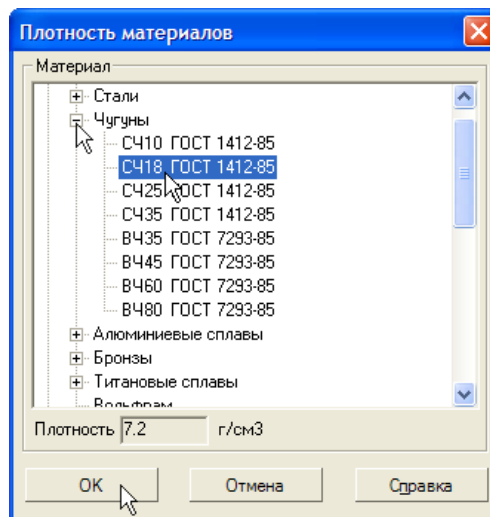 Плотность материалов
Материал
Стали
Чугуны
СЧ10 ГОСТ 1412-85
СЧ18 ГОСТ 1412-85
СЧ25 ГОСТ 1412-85
СЧ35 ГОСТ 1412-85
ВЧ35 ГОСТ 7293-85
ВЧ45 ГОСТ 7293-85
ВЧ60 ГОСТ 7293-85
ВЧ80 ГОСТ 7293-85
Алюминиевые сплавы
Бронзы
Титановые сплавы
Вольфрам
Плотность 7.2 г/см3
OK Отмена Справка